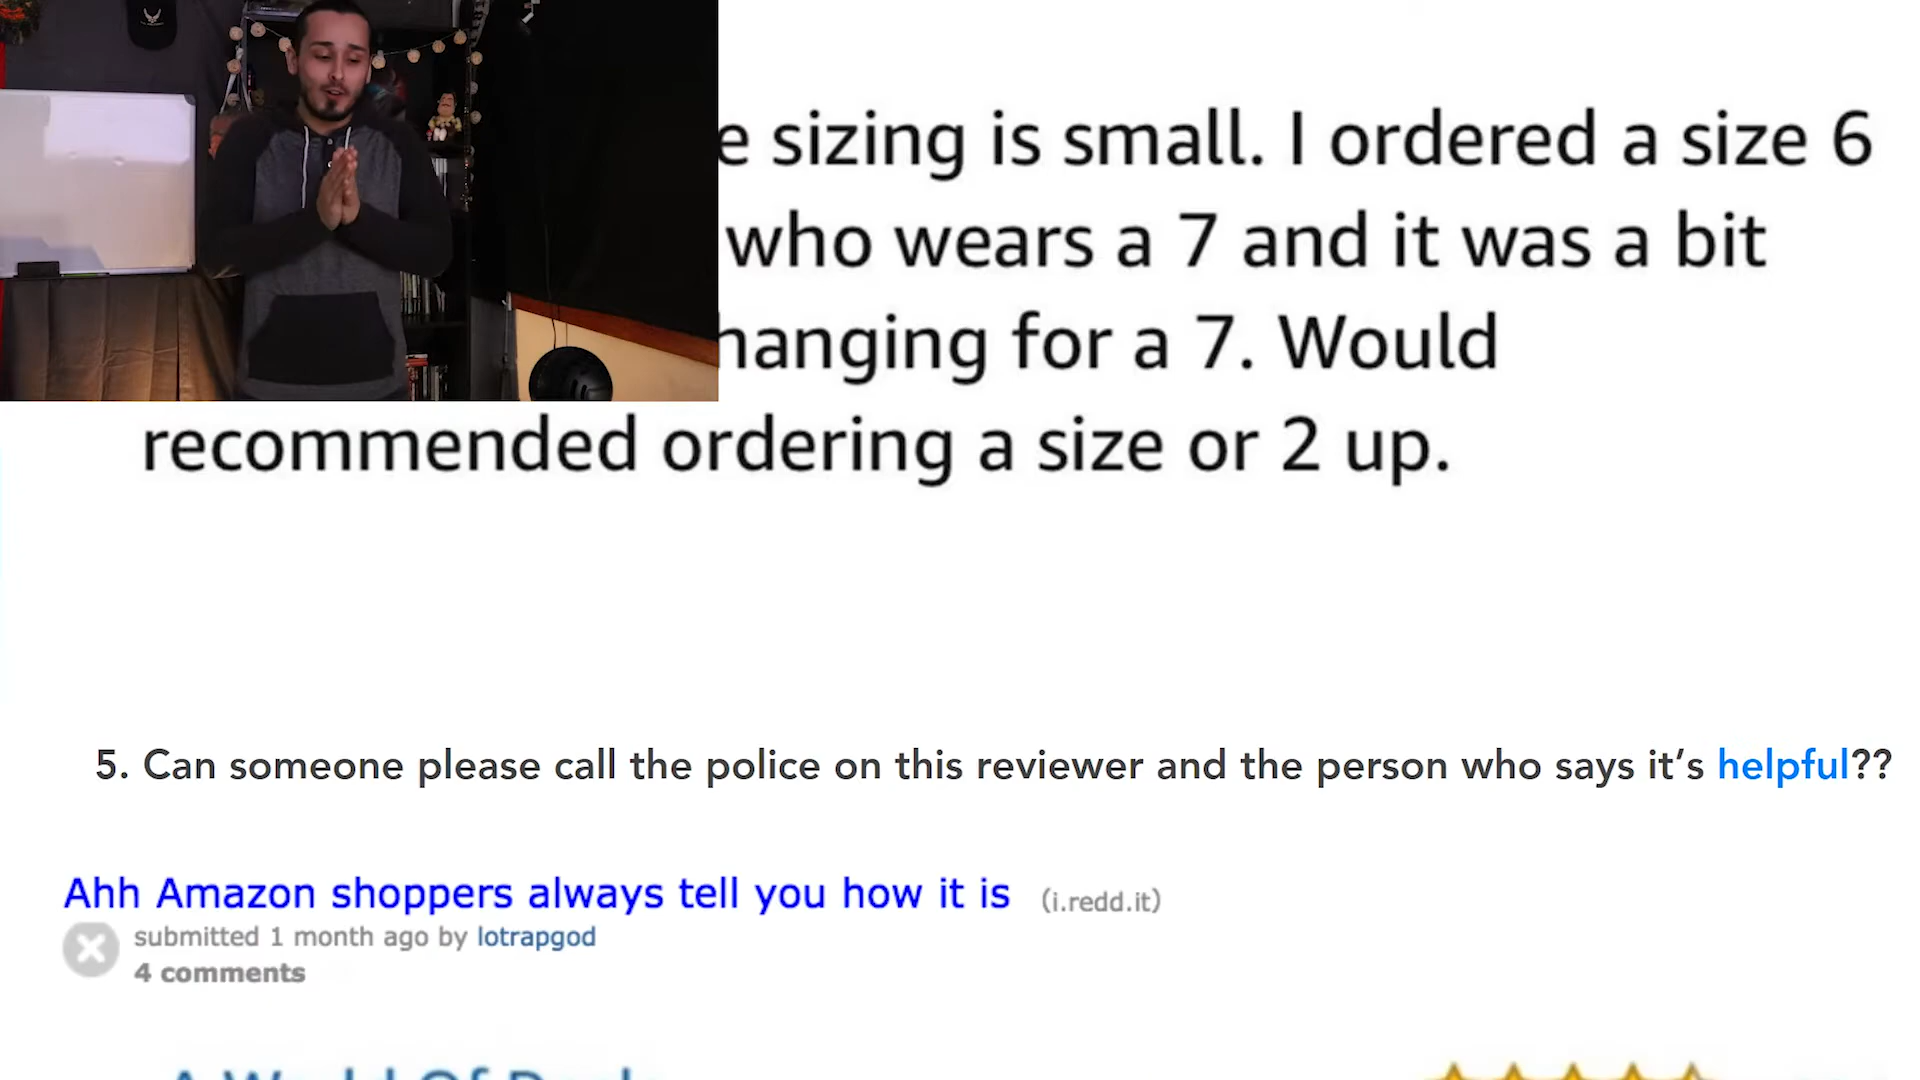 sizing is small. I ordered a size 6
who wears a 7 and it was a bit
for a 7. Would
recommended ordering a size or 2 up.
5. Can someone please call the police on this reviewer and the person who says it’s helpful??
Ahh Amazon shoppers always tell you how it is (i.redd.it)
submitted 1 month ago by lotrapgod
4 comments